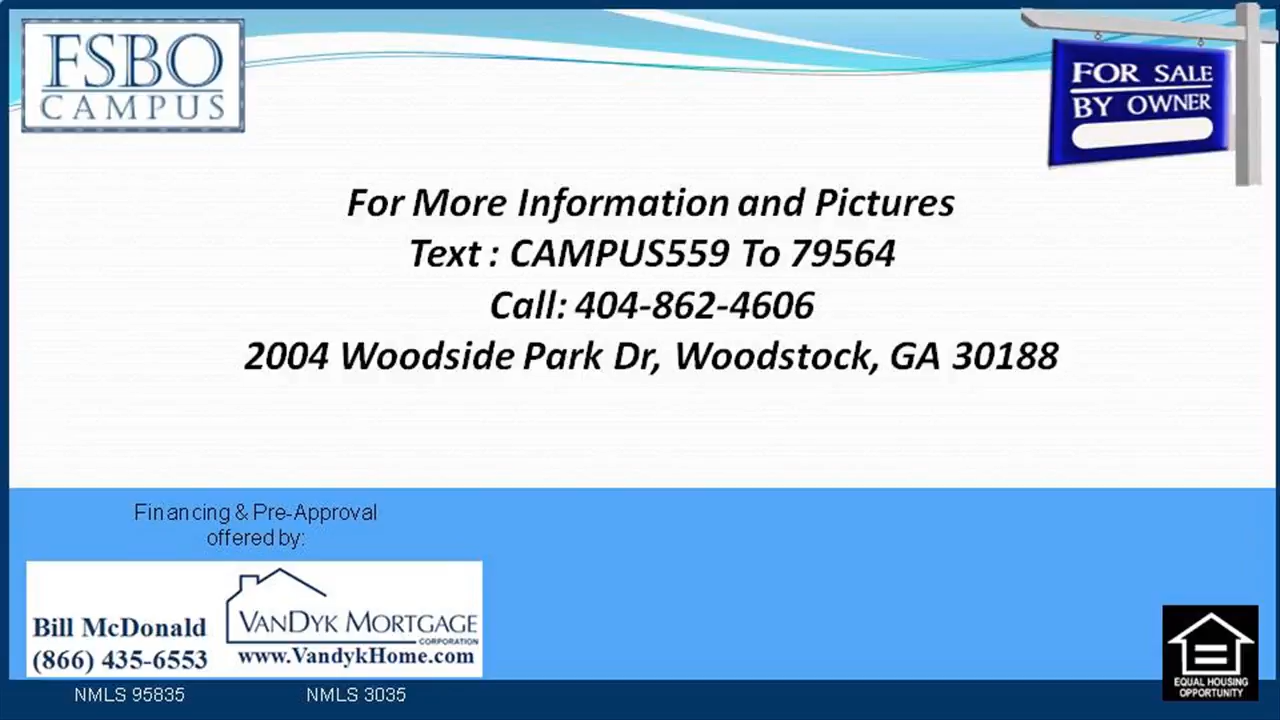 FSBO
CAMPUS
FOR SALE
BY OWNER
For More Information and Pictures
Text : CAMPUS559 To 79564
Call: 404-862-4606
2004 Woodside Park Dr, Woodstock, GA 30188
Financing & Pre-Approval
offered by:
Bill McDonald
(866) 435-6553
VANDYK MORTGAGE
CORPORATION
www.VandykHome.com
NMLS 95835
NMLS 3035
EQUAL HOUSING
OPPORTUNITY